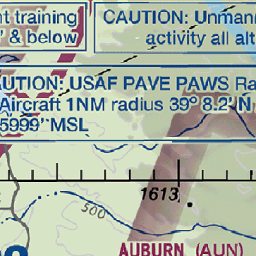 nt training
' & below
CAUTION: Unmann
activity all alt
AUTION: USAF PAVE PAWS Ra
Aircraft 1NM radius 39° 8.2' N
5999" MSL
1613
500
AUBURN (AUN)